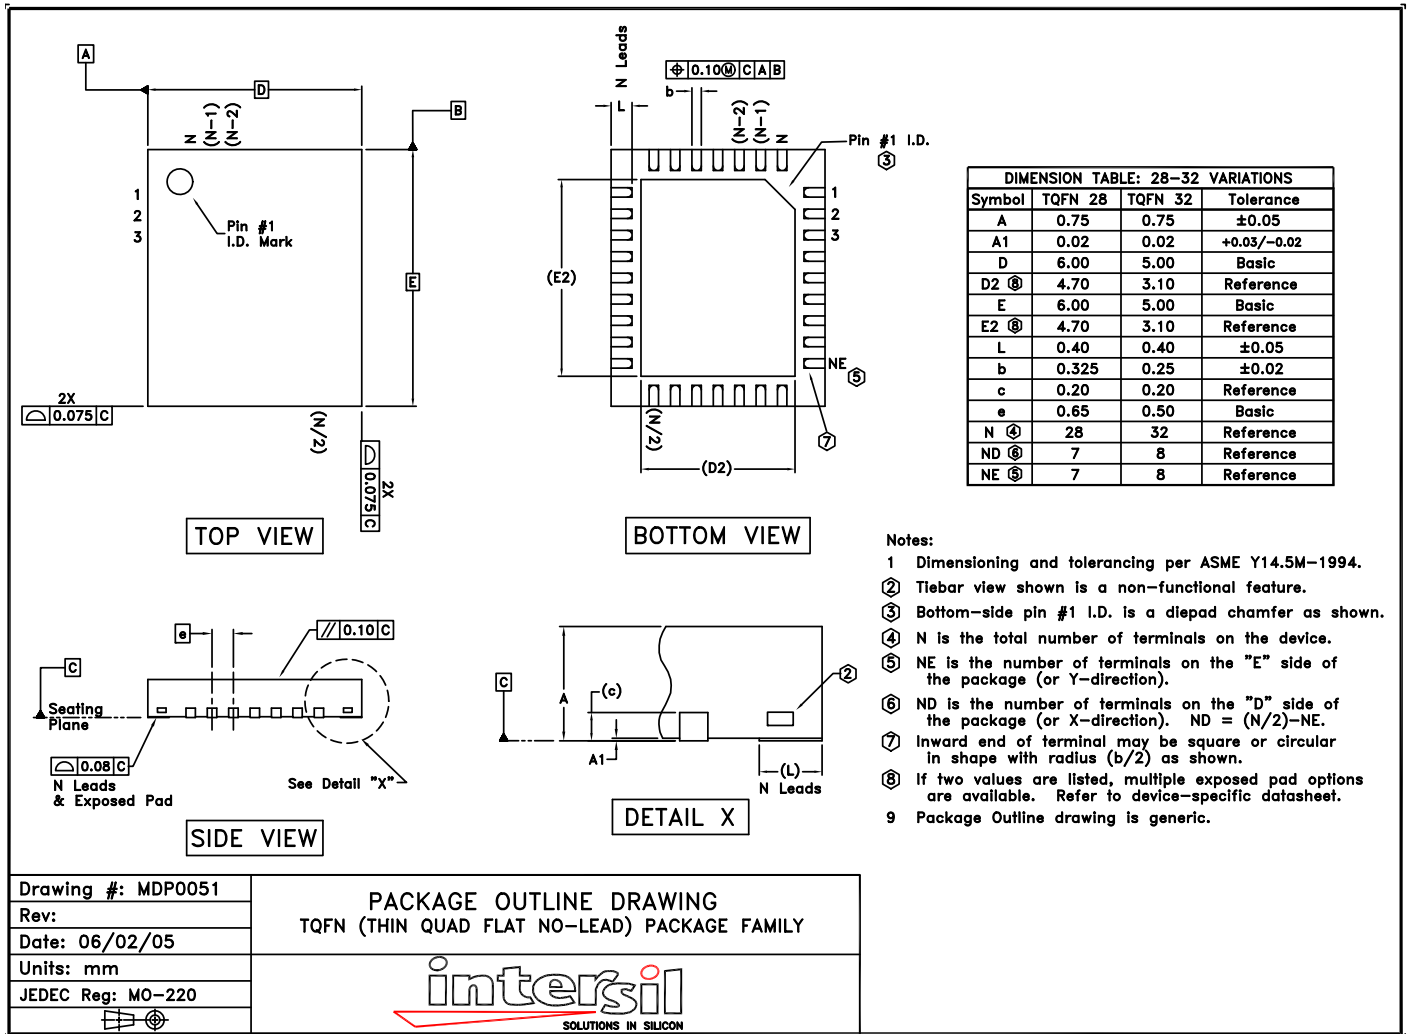 A
D
B
N
(N-1)
(N-2)
1
2
3
Pin #1
I.D. Mark
E
2X
0.075 C
(N/2)
0.075 C
2X
TOP VIEW
N Leads
L
0.10Ⓜ C A B
b
(N-2)
(N-1)
N
Pin #1 I.D.
3
1
2
3
(E2)
NE
5
(N/2)
7
(D2)
BOTTOM VIEW
DIMENSION TABLE: 28-32 VARIATIONS
Symbol TQFN 28 TQFN 32 Tolerance
A 0.75 0.75 ±0.05
A1 0.02 0.02 +0.03/-0.02
D 6.00 5.00 Basic
D2 8 4.70 3.10 Reference
E 6.00 5.00 Basic
E2 8 4.70 3.10 Reference
L 0.40 0.40 ±0.05
b 0.325 0.25 ±0.02
c 0.20 0.20 Reference
e 0.65 0.50 Basic
N 4 28 32 Reference
ND 6 7 8 Reference
NE 5 7 8 Reference
Notes:
1 Dimensioning and tolerancing per ASME Y14.5M-1994.
2 Tiebar view shown is a non-functional feature.
3 Bottom-side pin #1 I.D. is a diepad chamfer as shown.
4 N is the total number of terminals on the device.
5 NE is the number of terminals on the "E" side of
the package (or Y-direction).
6 ND is the number of terminals on the "D" side of
the package (or X-direction). ND = (N/2)-NE.
7 Inward end of terminal may be square or circular
in shape with radius (b/2) as shown.
8 If two values are listed, multiple exposed pad options
are available. Refer to device-specific datasheet.
9 Package Outline drawing is generic.
e
// 0.10 C
C
Seating
Plane
0.08 C
N Leads
& Exposed Pad
See Detail "X"
SIDE VIEW
C
A
(c)
A1
2
(L)
N Leads
DETAIL X
Drawing #: MDP0051
Rev:
Date: 06/02/05
Units: mm
JEDEC Reg: MO-220
PACKAGE OUTLINE DRAWING
TQFN (THIN QUAD FLAT NO-LEAD) PACKAGE FAMILY
intersil
SOLUTIONS IN SILICON